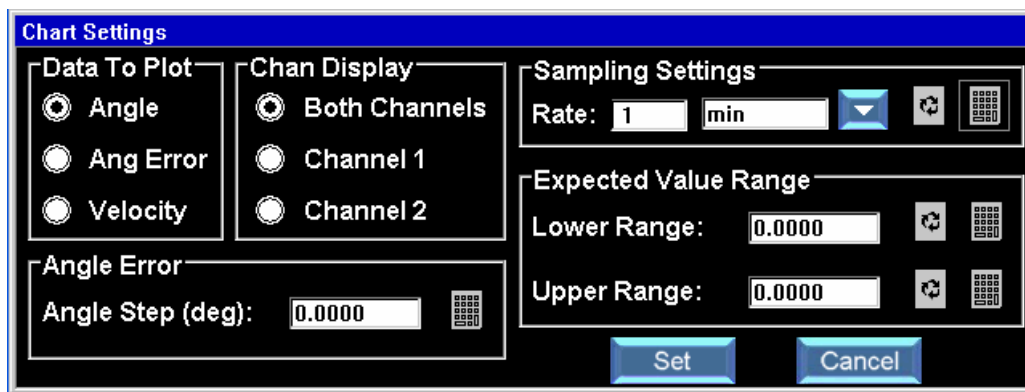 Chart Settings
Data To Plot
Angle
Ang Error
Velocity
Chan Display
Both Channels
Channel 1
Channel 2
Angle Error
Angle Step (deg): 0.0000
Sampling Settings
Rate: 1 min
Expected Value Range
Lower Range: 0.0000
Upper Range: 0.0000
Set
Cancel